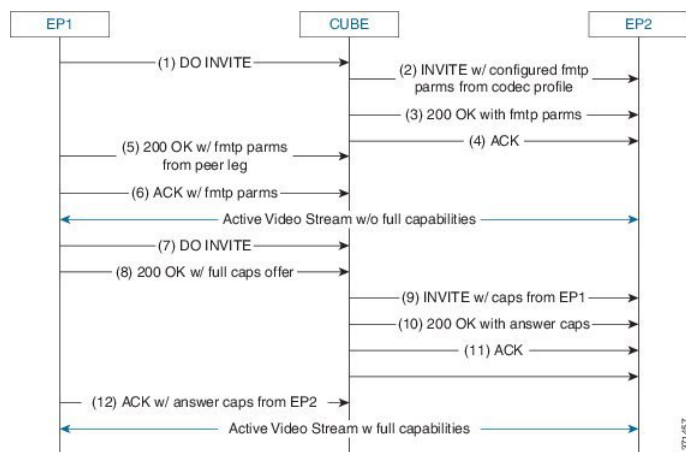 EP1 CUBE EP2
(1) DO INVITE
(2) INVITE w/ configured fmtp
parms from codec profile
(3) 200 OK with fmtp parms
(4) ACK
(5) 200 OK w/ fmtp parms
from peer leg
(6) ACK w/ fmtp parms
Active Video Stream w/o full capabilities
(7) DO INVITE
(8) 200 OK w/ full caps offer
(9) INVITE w/ caps from EP1
(10) 200 OK with answer caps
(11) ACK
(12) ACK w/ answer caps from EP2
Active Video Stream w full capabilities